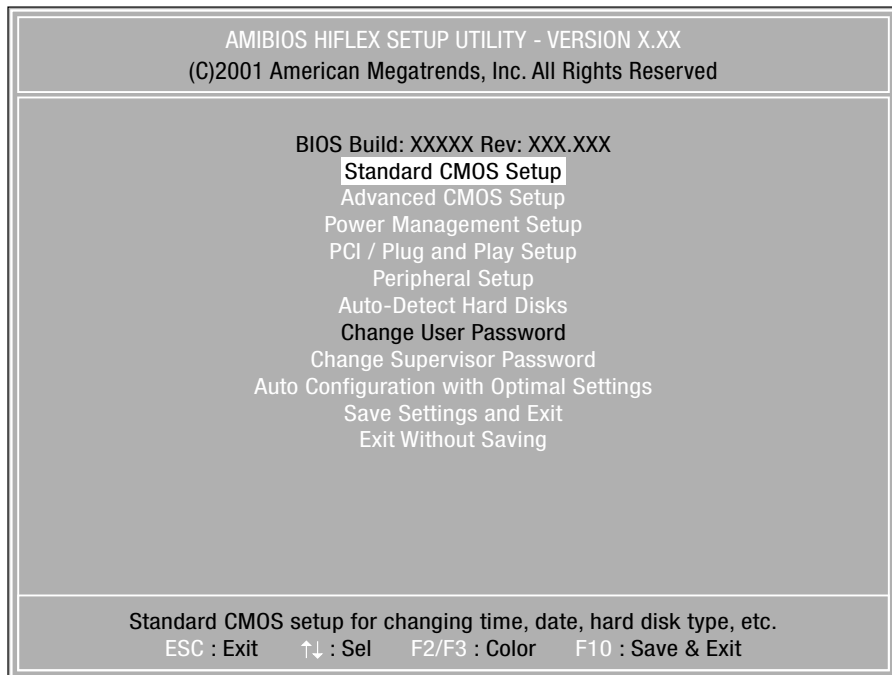 AMIBIOS HIFLEX SETUP UTILITY - VERSION X.XX
(C)2001 American Megatrends, Inc. All Rights Reserved
BIOS Build: XXXXX Rev: XXX.XXX
Standard CMOS Setup
Advanced CMOS Setup
Power Management Setup
PCI / Plug and Play Setup
Peripheral Setup
Auto-Detect Hard Disks
Change User Password
Change Supervisor Password
Auto Configuration with Optimal Settings
Save Settings and Exit
Exit Without Saving
Standard CMOS setup for changing time, date, hard disk type, etc.
ESC : Exit ↑↓ : Sel F2/F3 : Color F10 : Save & Exit